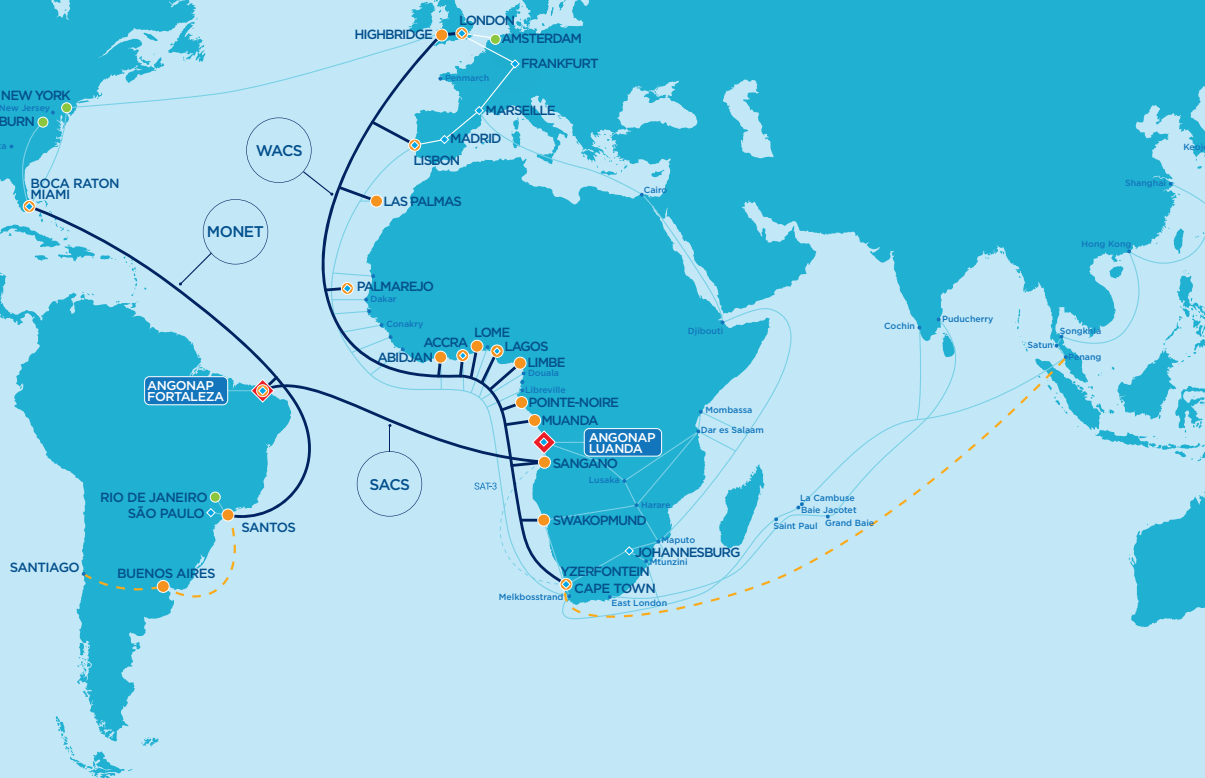 LONDON
HIGHBRIDGE
AMSTERDAM
FRANKFURT
Penmarch
NEW YORK
New Jersey
BURN
MARSEILLE
MADRID
LISBON
WACS
BOCA RATON
MIAMI
LAS PALMAS
Cairo
Shanghai
Hong Kong
MONET
PALMAREJO
Dakar
Conakry
LOME
ACCRA
LAGOS
ABIDJAN
LIMBE
Douala
Libreville
Djibouti
Cochin
Puducherry
Songkhla
Satun
Penang
ANGONAP
FORTALEZA
POINTE-NOIRE
MUANDA
Mombassa
Dar es Salaam
ANGONAP
LUANDA
SANGANO
SACS
SAT-3
Lusaka
Harare
RIO DE JANEIRO
SÃO PAULO
SANTOS
SWAKOPMUND
La Cambuse
Baie Jacotet
Saint Paul
Grand Baie
Maputo
JOHANNESBURG
Mtunzini
SANTIAGO
BUENOS AIRES
YZERFONTEIN
CAPE TOWN
Melkbosstrand
East London